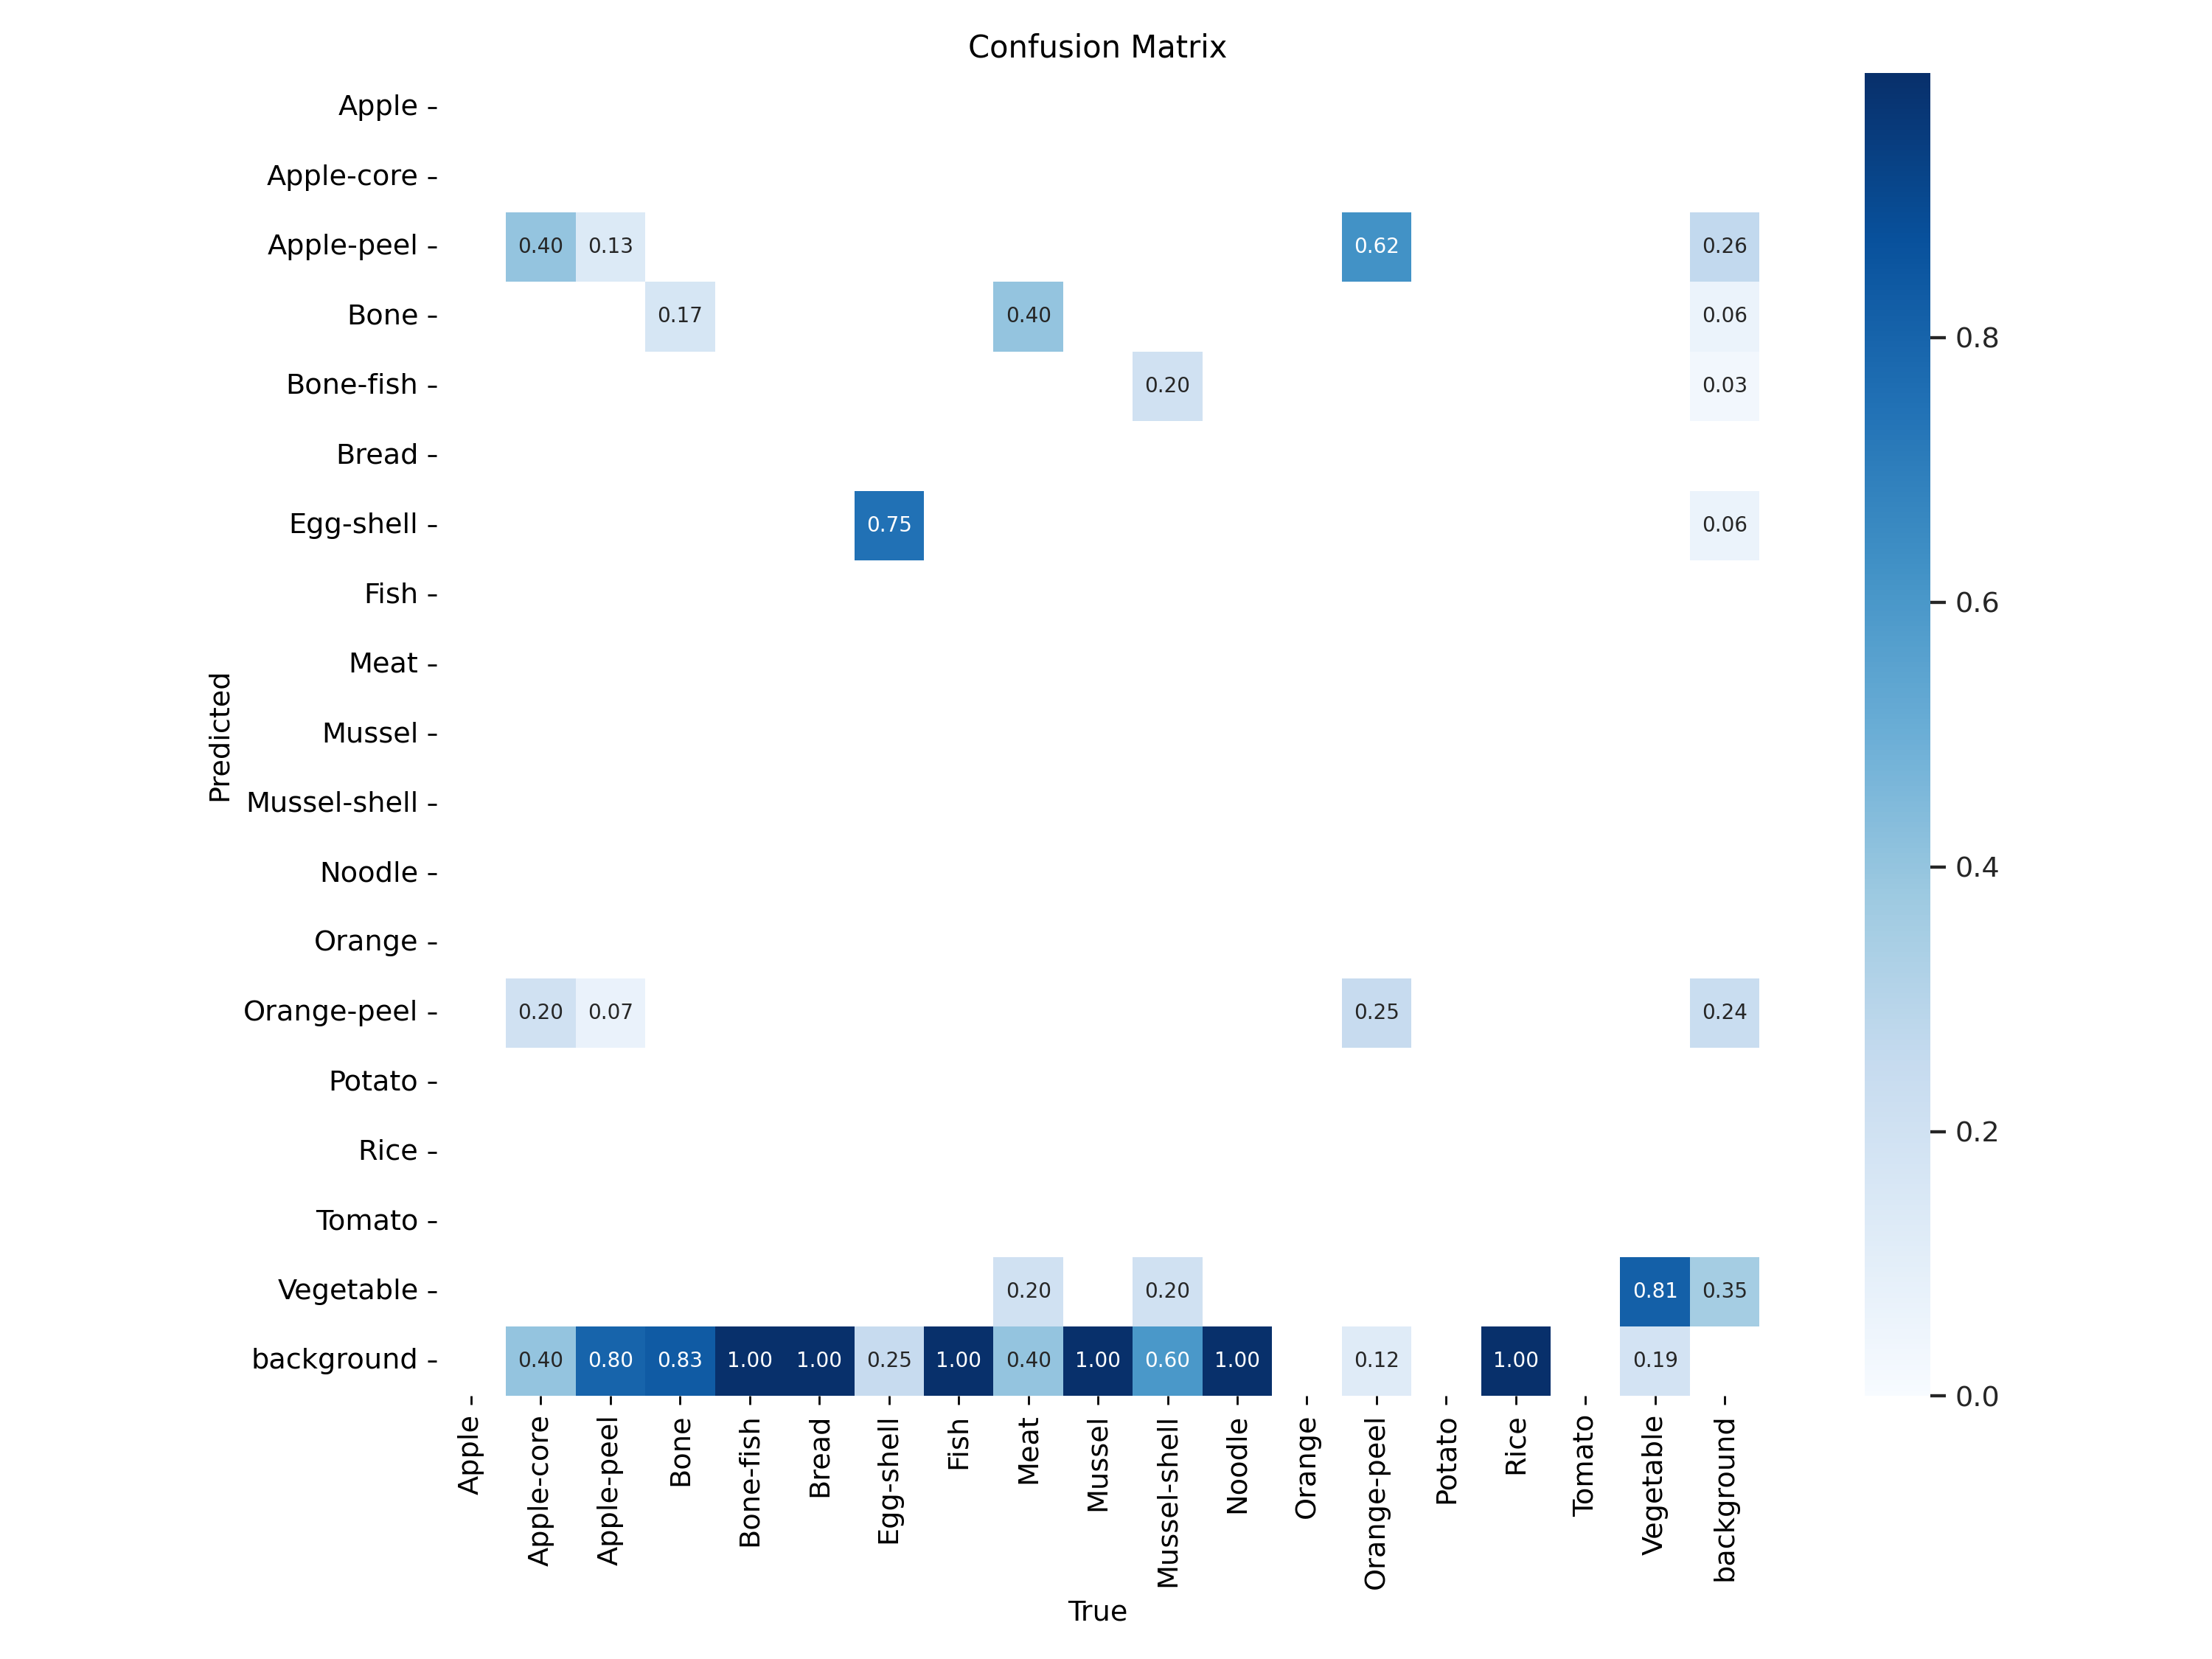 Confusion Matrix
Apple
Apple-core
Apple-peel 0.40 0.13 0.62 0.26
Bone 0.17 0.40 0.06
Bone-fish 0.20 0.03
Bread
Egg-shell 0.75 0.06
Fish
Meat
Mussel
Mussel-shell
Noodle
Orange
Orange-peel 0.20 0.07 0.25 0.24
Potato
Rice
Tomato
Vegetable 0.20 0.20 0.81 0.35
background 0.40 0.80 0.83 1.00 1.00 0.25 1.00 0.40 1.00 0.60 1.00 0.12 1.00 0.19
Predicted
Apple
Apple-core
Apple-peel
Bone
Bone-fish
Bread
Egg-shell
Fish
Meat
Mussel
Mussel-shell
Noodle
Orange
Orange-peel
Potato
Rice
Tomato
Vegetable
background
True
0.8
0.6
0.4
0.2
0.0